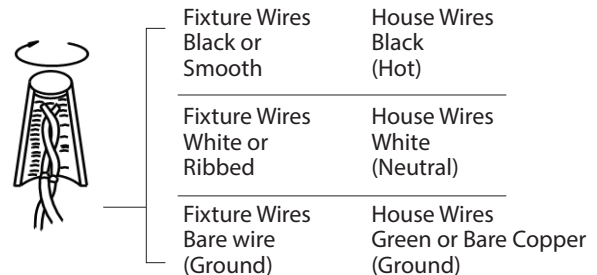 Fixture Wires House Wires
Black or Black
Smooth (Hot)
Fixture Wires House Wires
White or White
Ribbed (Neutral)
Fixture Wires House Wires
Bare wire Green or Bare Copper
(Ground) (Ground)